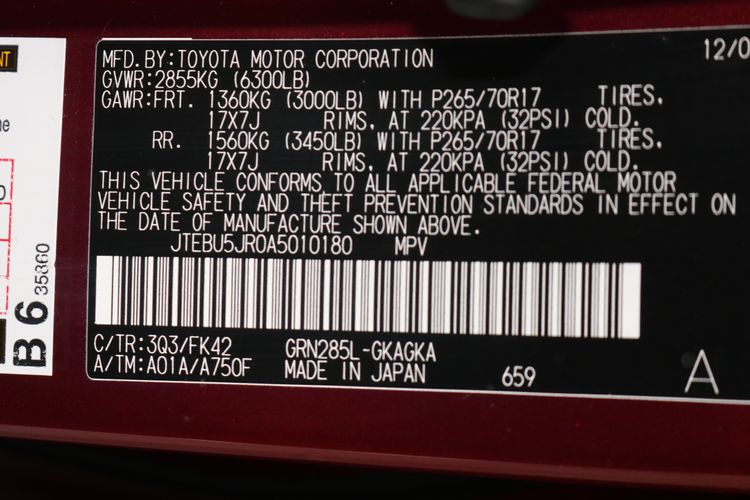 MFD.BY:TOYOTA MOTOR CORPORATION 12/0
GVWR:2855KG (6300LB)
GAWR:FRT. 1360KG (3000LB) WITH P265/70R17 TIRES,
17X7J RIMS, AT 220KPA (32PSI) COLD.
RR. 1560KG (3450LB) WITH P265/70R17 TIRES,
17X7J RIMS, AT 220KPA (32PSI) COLD.
THIS VEHICLE CONFORMS TO ALL APPLICABLE FEDERAL MOTOR
VEHICLE SAFETY AND THEFT PREVENTION STANDARDS IN EFFECT ON
THE DATE OF MANUFACTURE SHOWN ABOVE.
JTEBU5JR0A5010180 MPV
C/TR:3Q3/FK42 GRN285L-GKAGKA
A/TM:A01A/A750F MADE IN JAPAN 659 A
B 6 35860